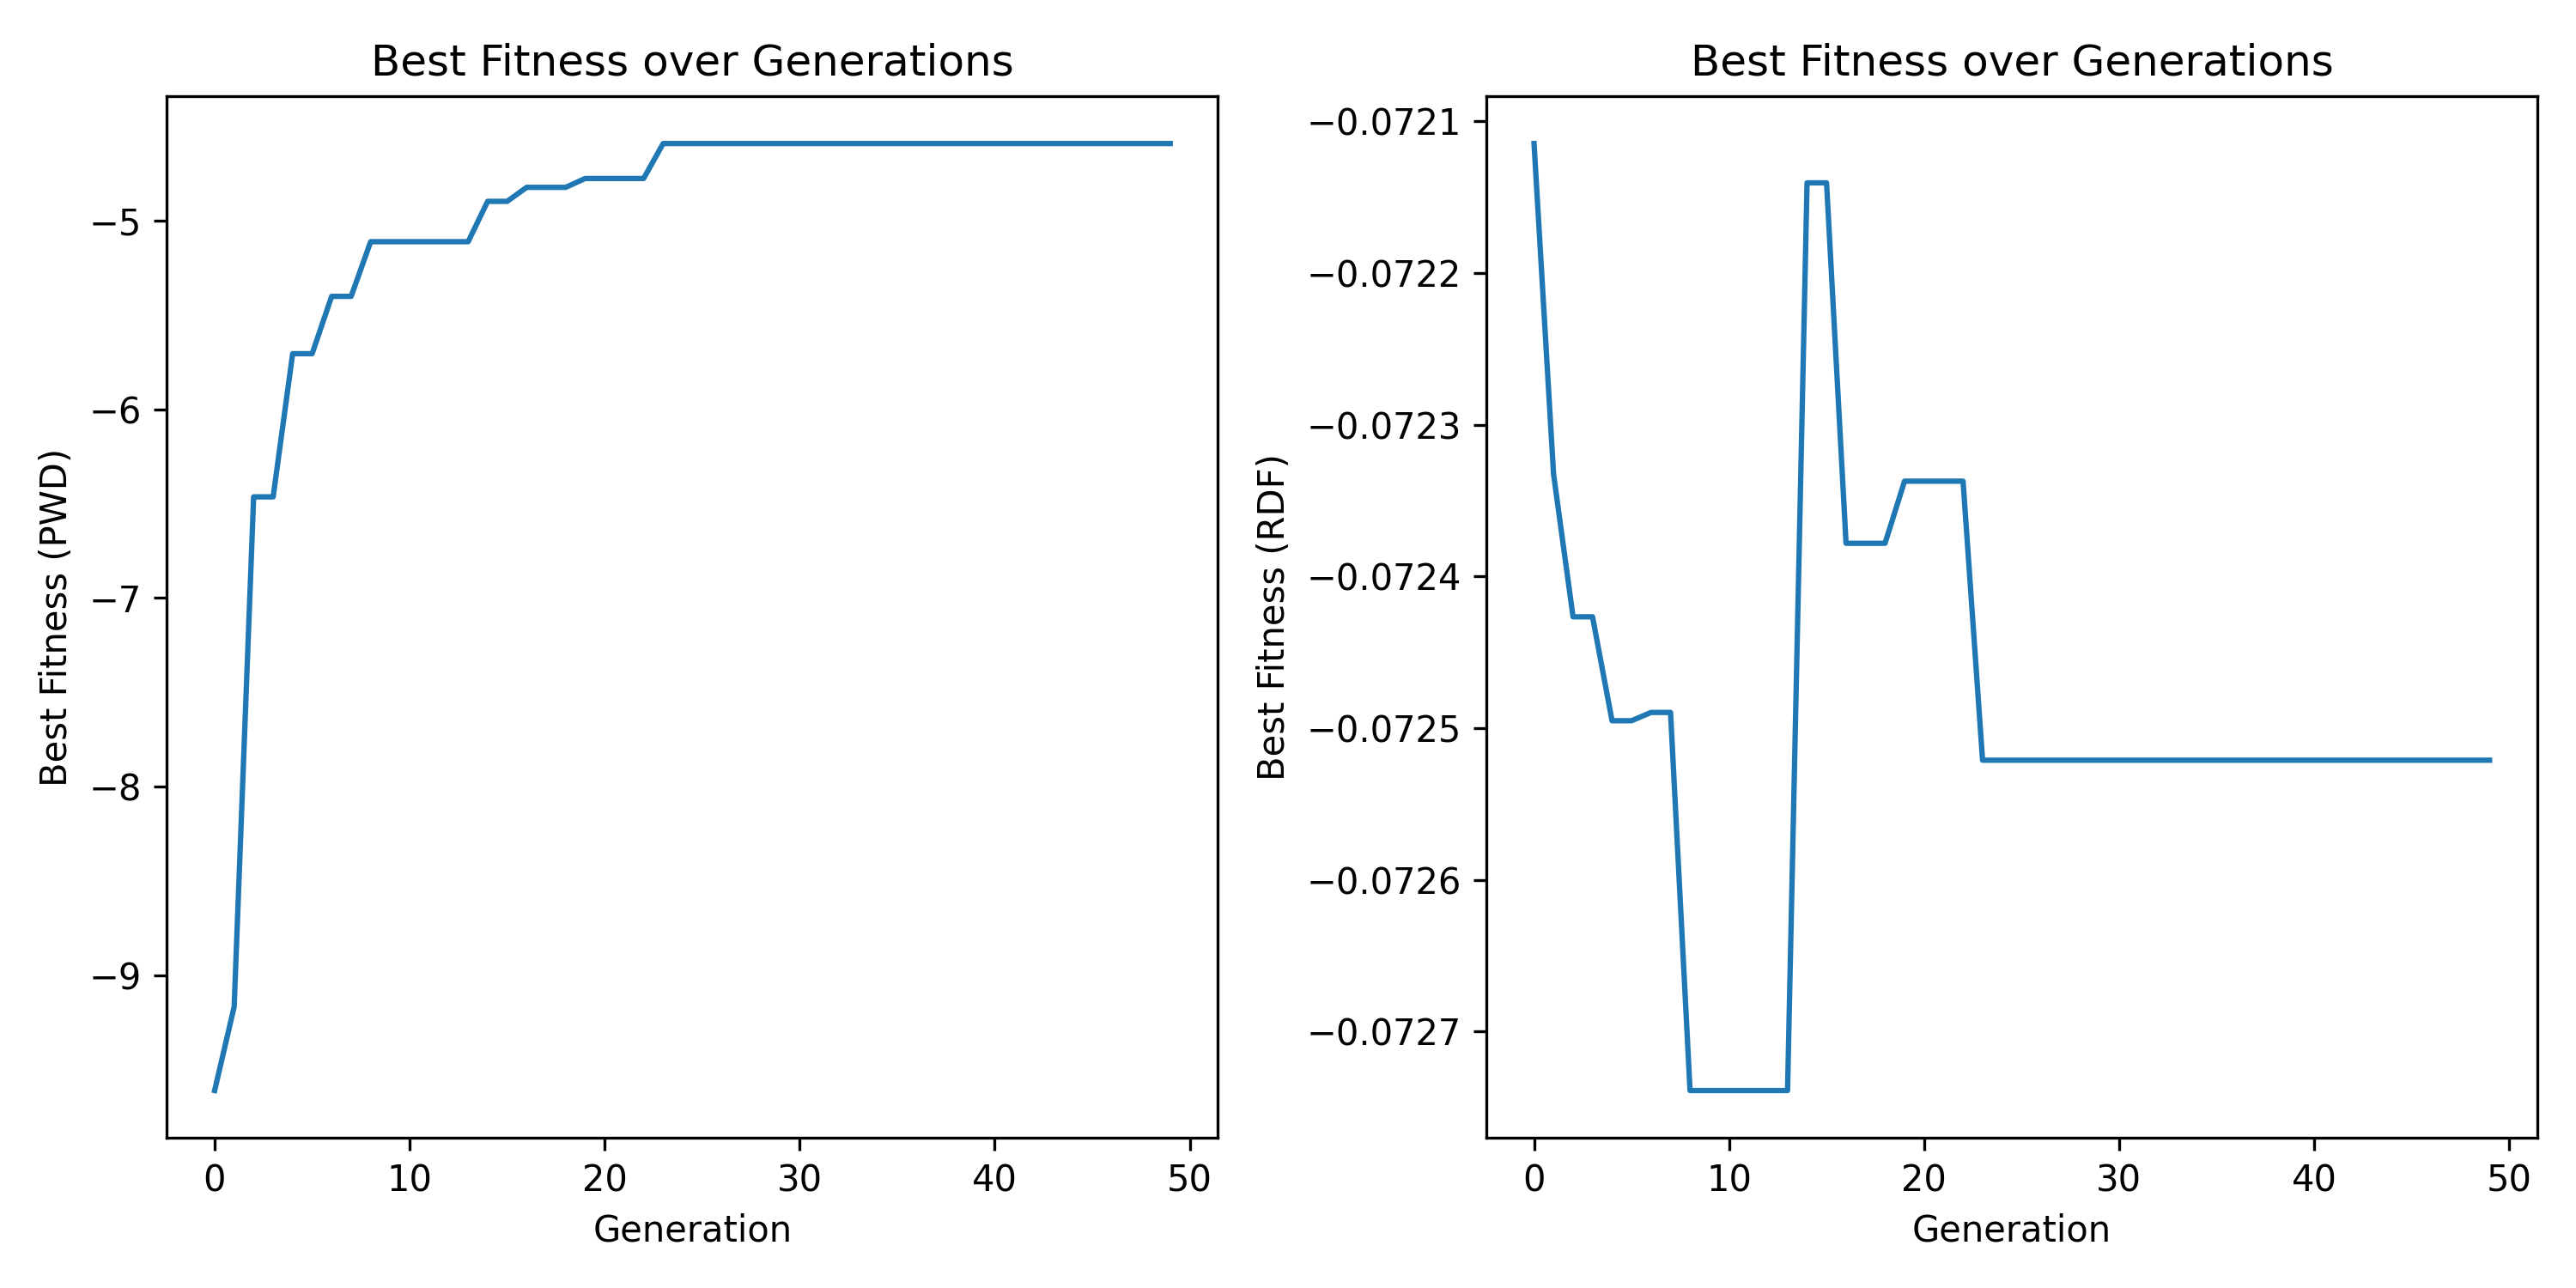 Best Fitness over Generations
Best Fitness (PWD)
−5
−6
−7
−8
−9
0 10 20 30 40 50
Generation
Best Fitness over Generations
Best Fitness (RDF)
−0.0721
−0.0722
−0.0723
−0.0724
−0.0725
−0.0726
−0.0727
0 10 20 30 40 50
Generation